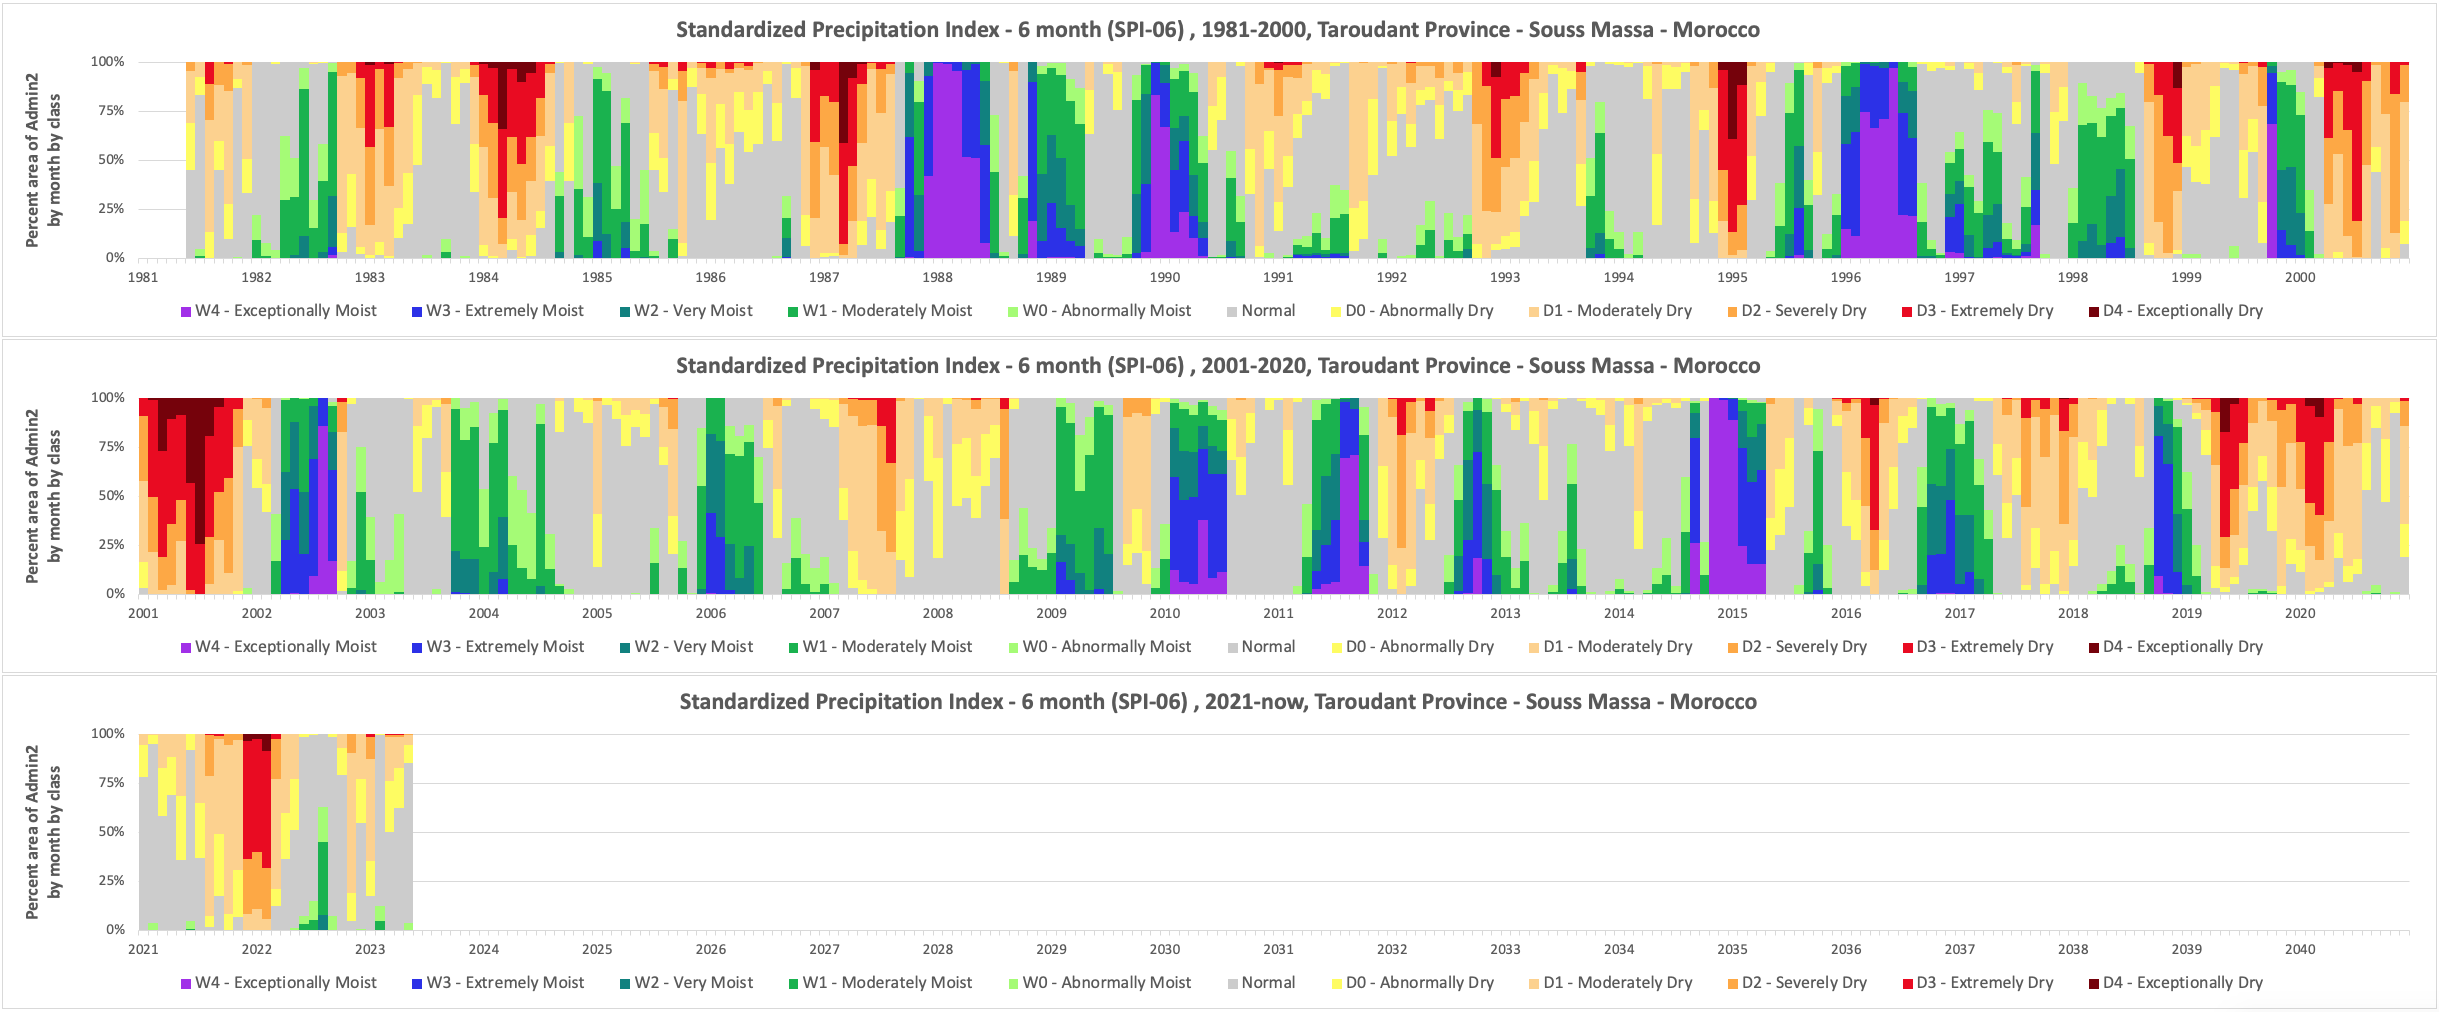 Standardized Precipitation Index - 6 month (SPI-06) , 1981-2000, Taroudant Province - Souss Massa - Morocco
Percent area of Admin2
by month by class
100%
75%
50%
25%
0%
1981 1982 1983 1984 1985 1986 1987 1988 1989 1990 1991 1992 1993 1994 1995 1996 1997 1998 1999 2000
W4 - Exceptionally Moist W3 - Extremely Moist W2 - Very Moist W1 - Moderately Moist W0 - Abnormally Moist Normal D0 - Abnormally Dry D1 - Moderately Dry D2 - Severely Dry D3 - Extremely Dry D4 - Exceptionally Dry
Standardized Precipitation Index - 6 month (SPI-06) , 2001-2020, Taroudant Province - Souss Massa - Morocco
Percent area of Admin2
by month by class
100%
75%
50%
25%
0%
2001 2002 2003 2004 2005 2006 2007 2008 2009 2010 2011 2012 2013 2014 2015 2016 2017 2018 2019 2020
W4 - Exceptionally Moist W3 - Extremely Moist W2 - Very Moist W1 - Moderately Moist W0 - Abnormally Moist Normal D0 - Abnormally Dry D1 - Moderately Dry D2 - Severely Dry D3 - Extremely Dry D4 - Exceptionally Dry
Standardized Precipitation Index - 6 month (SPI-06) , 2021-now, Taroudant Province - Souss Massa - Morocco
Percent area of Admin2
by month by class
100%
75%
50%
25%
0%
2021 2022 2023 2024 2025 2026 2027 2028 2029 2030 2031 2032 2033 2034 2035 2036 2037 2038 2039 2040
W4 - Exceptionally Moist W3 - Extremely Moist W2 - Very Moist W1 - Moderately Moist W0 - Abnormally Moist Normal D0 - Abnormally Dry D1 - Moderately Dry D2 - Severely Dry D3 - Extremely Dry D4 - Exceptionally Dry